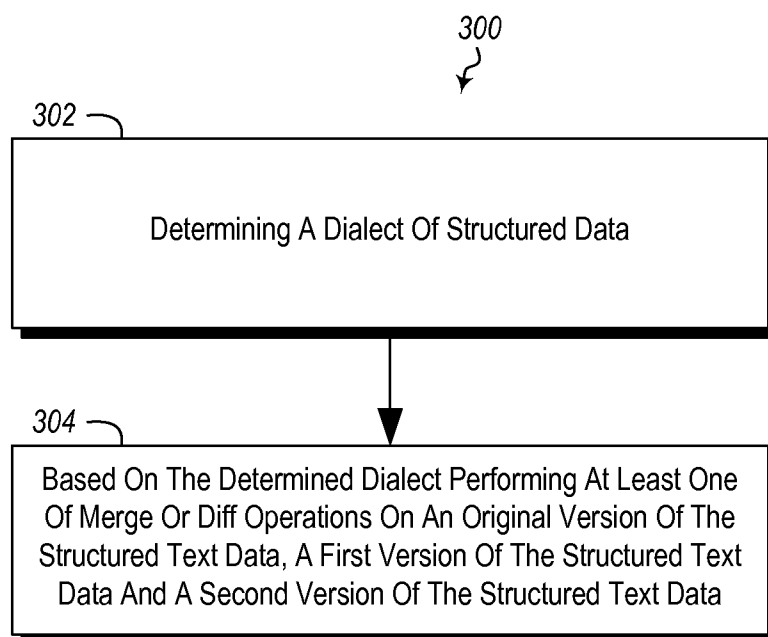 300
302
Determining A Dialect Of Structured Data
304
Based On The Determined Dialect Performing At Least One
Of Merge Or Diff Operations On An Original Version Of The
Structured Text Data, A First Version Of The Structured Text
Data And A Second Version Of The Structured Text Data